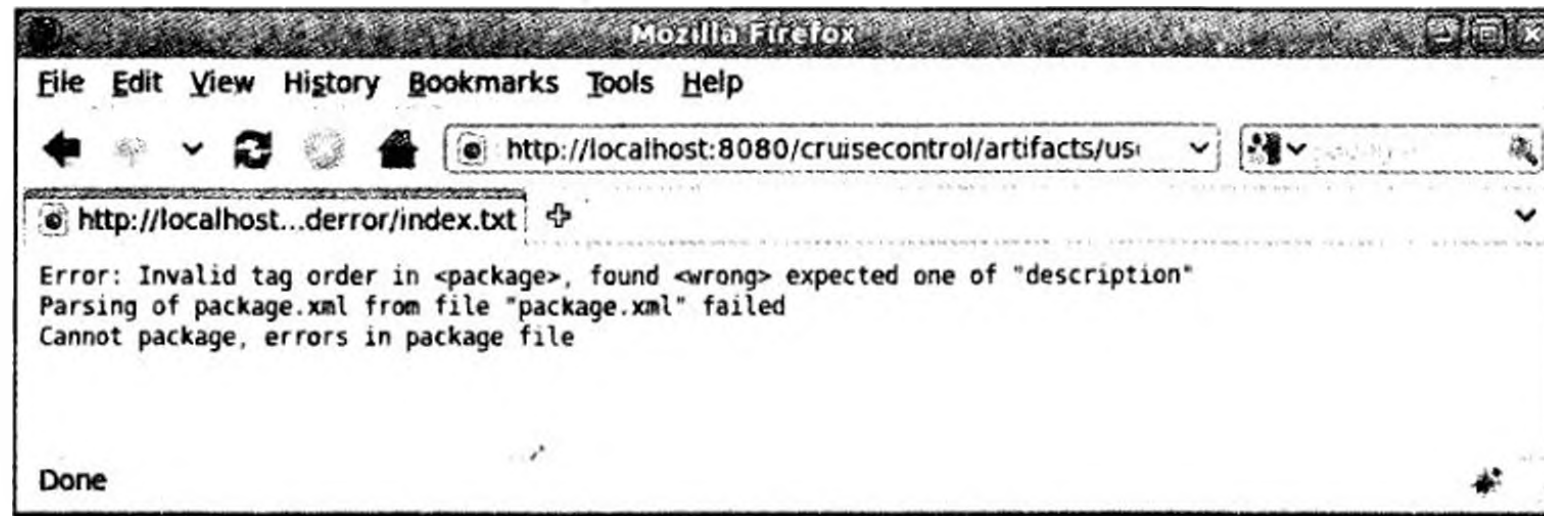 Mozilla Firefox
File Edit View History Bookmarks Tools Help
http://localhost:8080/cruisecontrol/artifacts/us
http://localhost...derror/index.txt
Error: Invalid tag order in <package>, found <wrong> expected one of "description"
Parsing of package.xml from file "package.xml" failed
Cannot package, errors in package file
Done